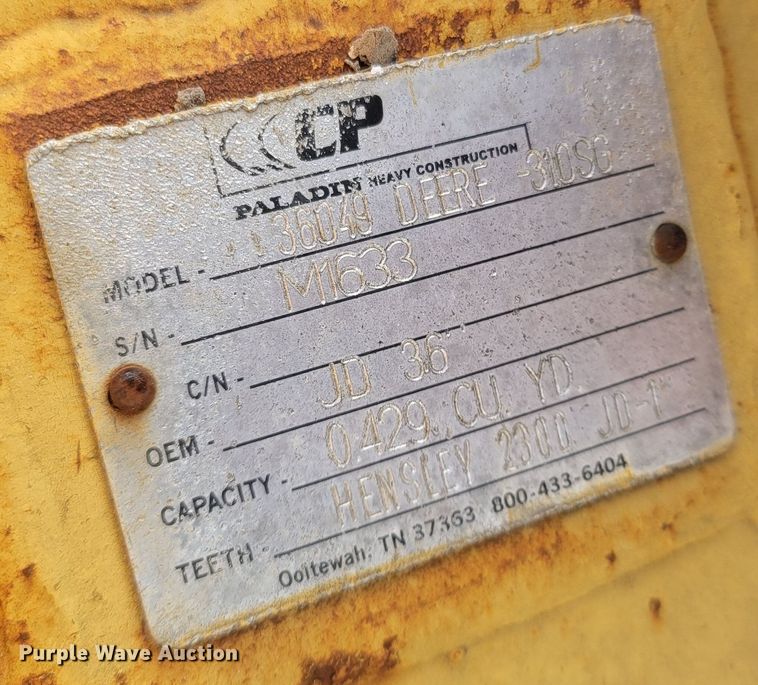 CP
PALADIN HEAVY CONSTRUCTION
MODEL - 36049 DEERE -310SG
S/N - M1633
C/N -
OEM - JD 36"
CAPACITY - 0.429 CU. YD.
TEETH - HENSLEY 2300 JD-1"
Ooltewah, TN 37363 800-433-6404
Purple Wave Auction